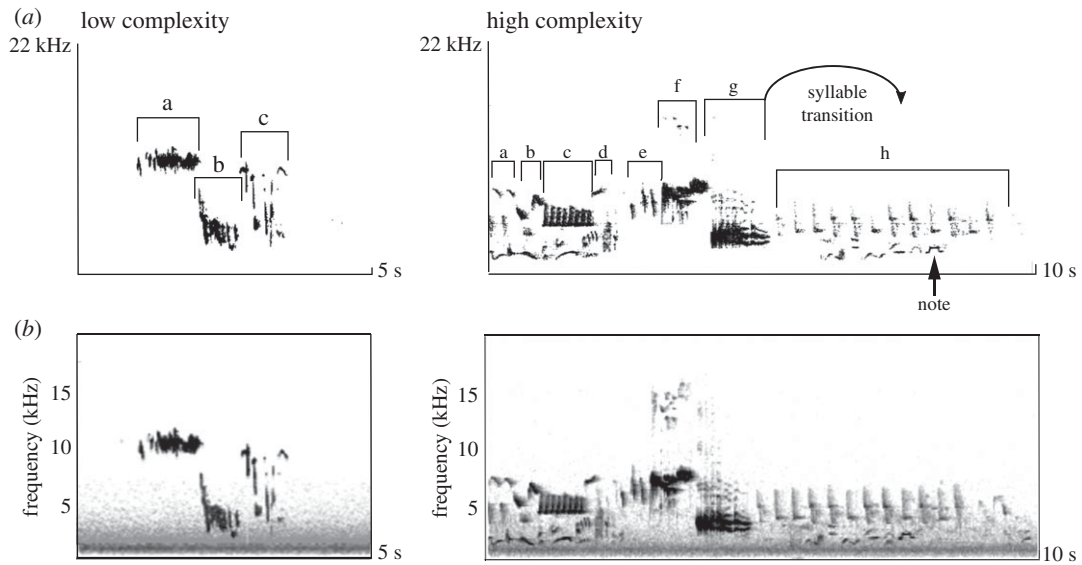 (a) low complexity
high complexity
22 kHz
a
b
c
5 s
22 kHz
a b c d e f g h
syllable
transition
note
10 s
(b)
frequency (kHz)
15
10
5
5 s
frequency (kHz)
15
10
5
10 s